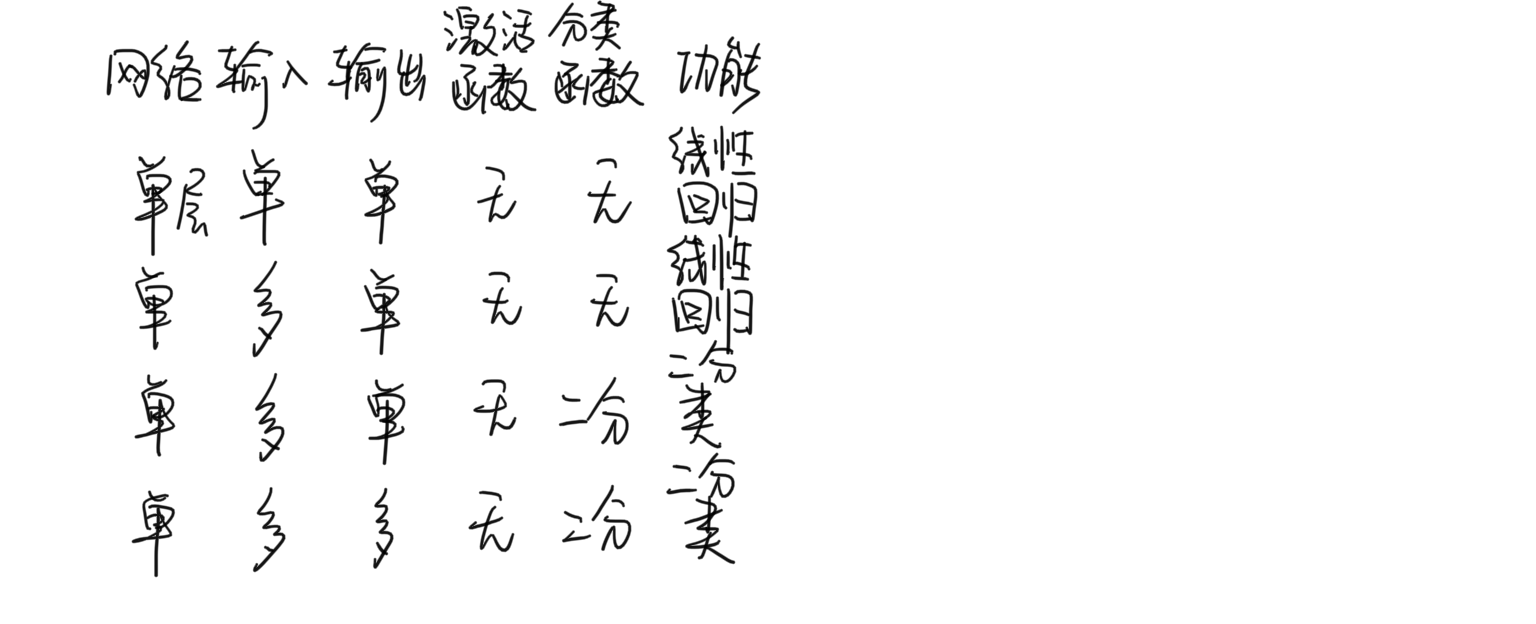 网络 输入 输出 激活函数 分类函数 功能
单层 单 单 无 无 线性回归
单 多 单 无 无 线性回归
单 多 单 无 二分 二分类
单 多 多 无 二分 二分类